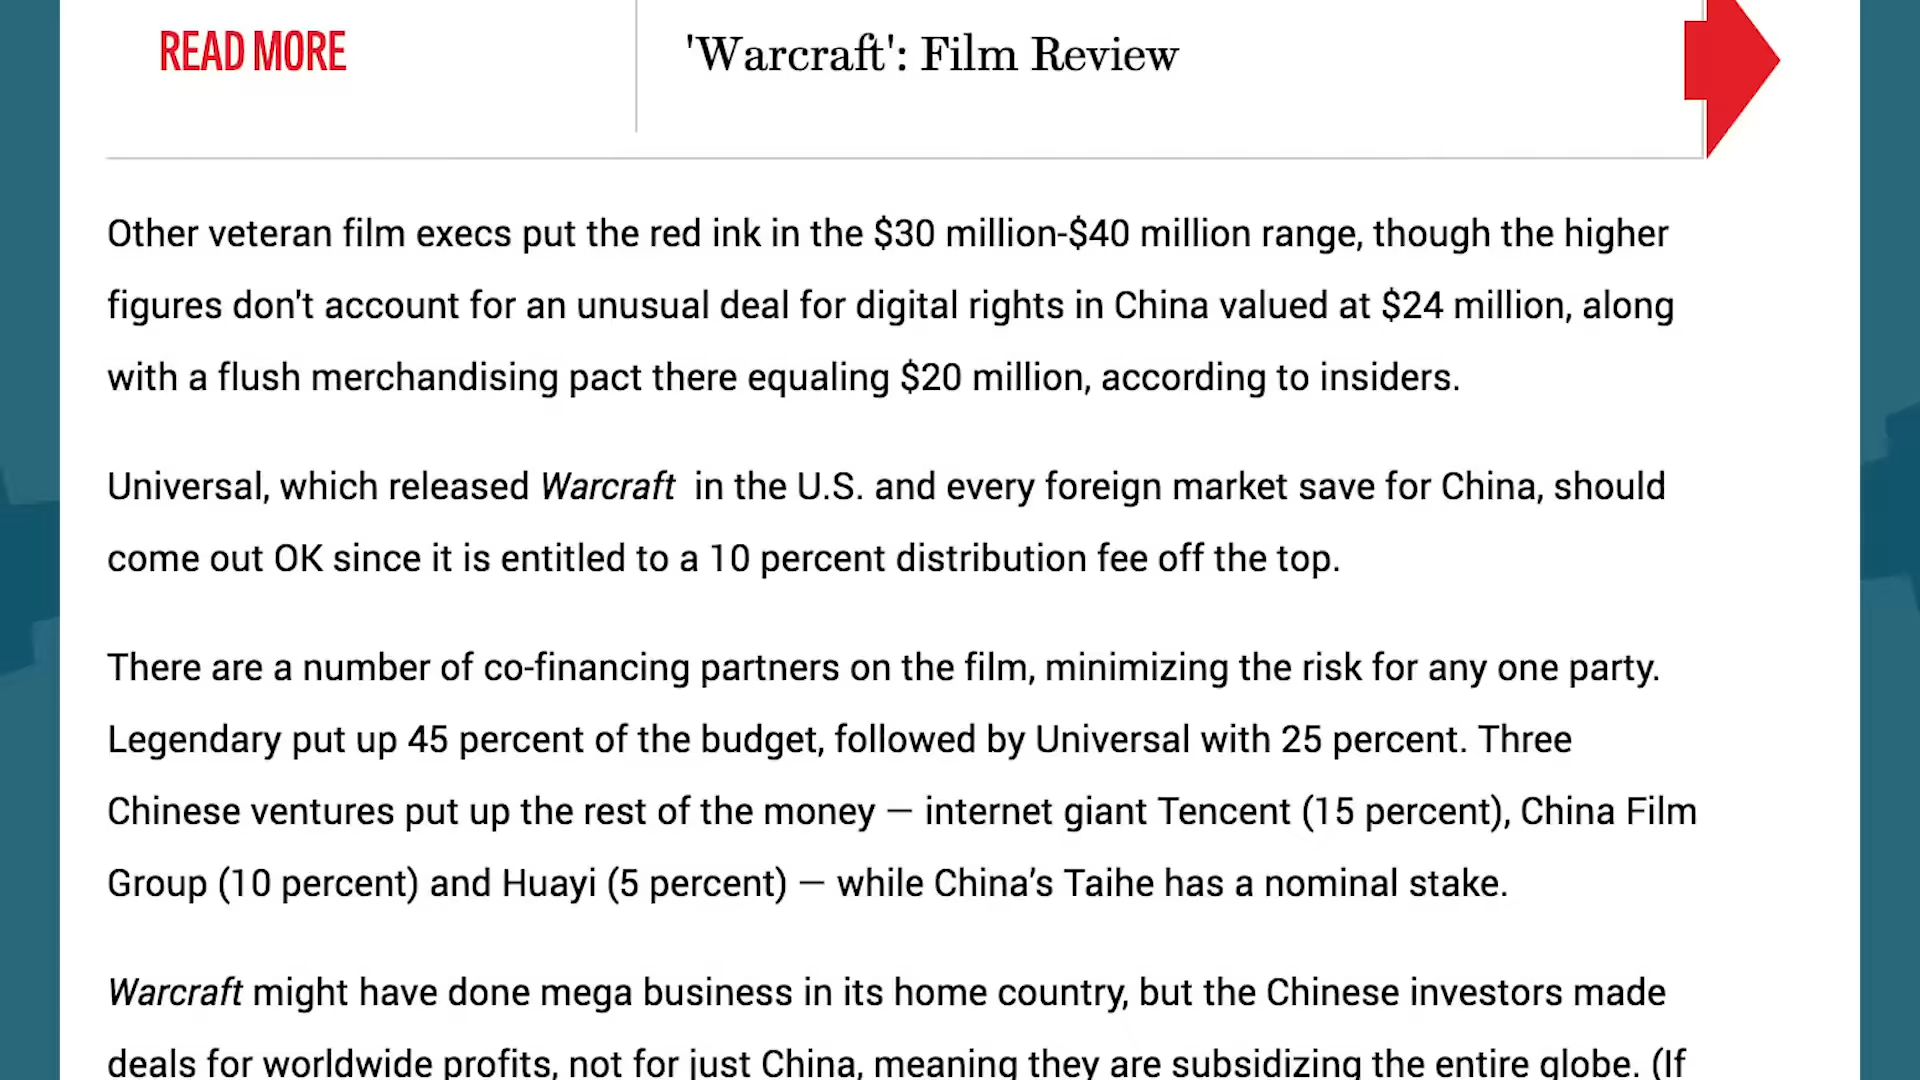 READ MORE
'Warcraft': Film Review
Other veteran film execs put the red ink in the $30 million-$40 million range, though the higher
figures don't account for an unusual deal for digital rights in China valued at $24 million, along
with a flush merchandising pact there equaling $20 million, according to insiders.
Universal, which released Warcraft in the U.S. and every foreign market save for China, should
come out OK since it is entitled to a 10 percent distribution fee off the top.
There are a number of co-financing partners on the film, minimizing the risk for any one party.
Legendary put up 45 percent of the budget, followed by Universal with 25 percent. Three
Chinese ventures put up the rest of the money — internet giant Tencent (15 percent), China Film
Group (10 percent) and Huayi (5 percent) — while China’s Taihe has a nominal stake.
Warcraft might have done mega business in its home country, but the Chinese investors made
deals for worldwide profits, not for just China, meaning they are subsidizing the entire globe. (If